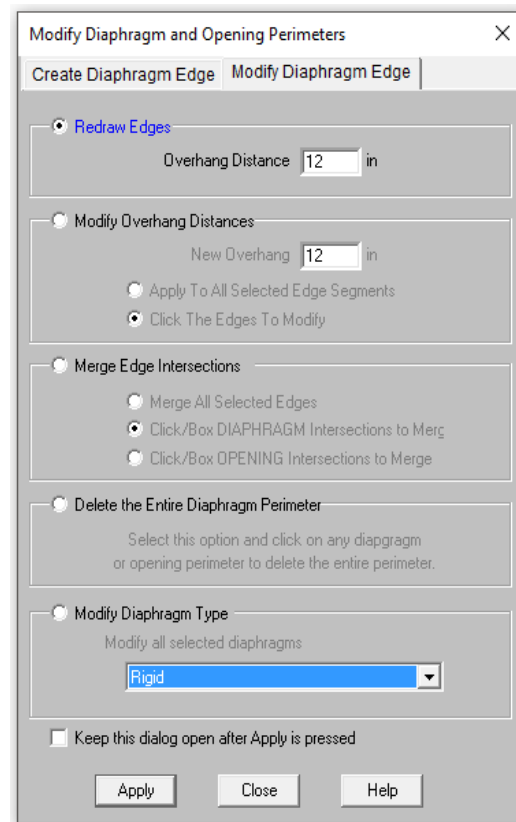 Modify Diaphragm and Opening Perimeters
Create Diaphragm Edge Modify Diaphragm Edge
Redraw Edges
Overhang Distance 12 in
Modify Overhang Distances
New Overhang 12 in
Apply To All Selected Edge Segments
Click The Edges To Modify
Merge Edge Intersections
Merge All Selected Edges
Click/Box DIAPHRAGM Intersections to Merg
Click/Box OPENING Intersections to Merge
Delete the Entire Diaphragm Perimeter
Select this option and click on any diapgragm
or opening perimeter to delete the entire perimeter.
Modify Diaphragm Type
Modify all selected diaphragms
Rigid
Keep this dialog open after Apply is pressed
Apply Close Help